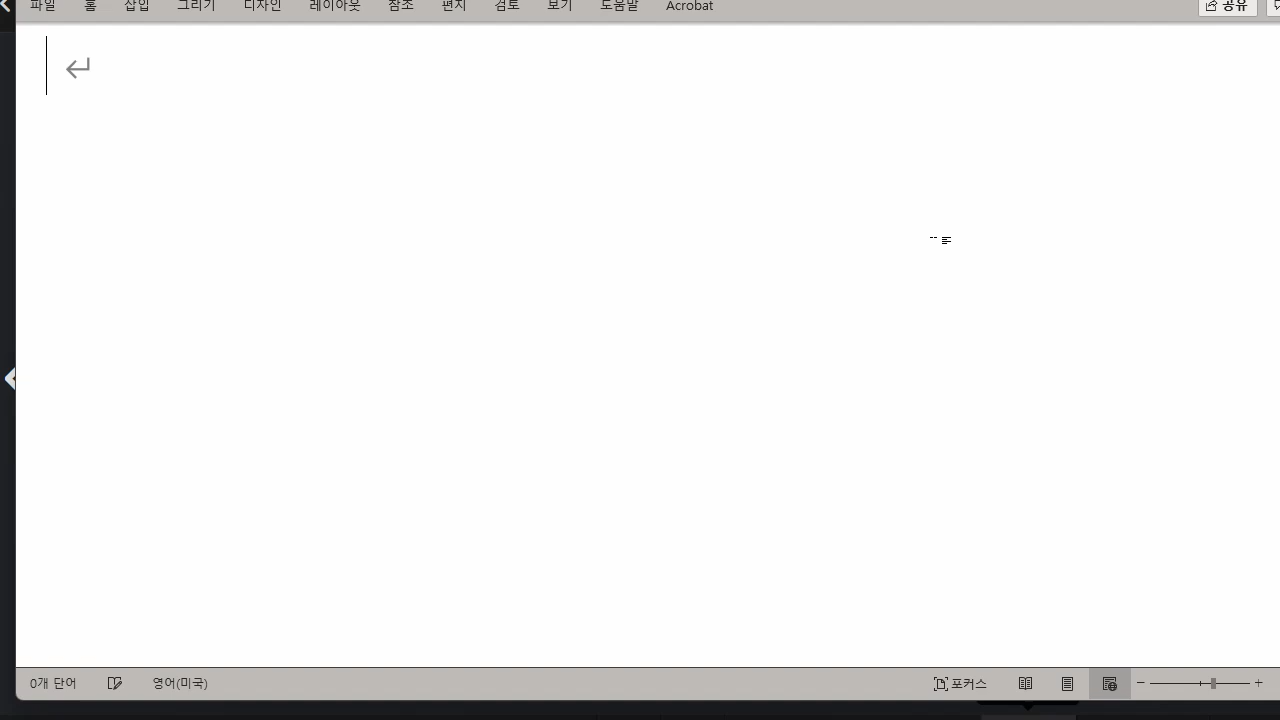 파일 홈 삽입 그리기 디자인 레이아웃 참조 편지 검토 보기 도움말 Acrobat 공유
0개 단어 영어(미국) 포커스